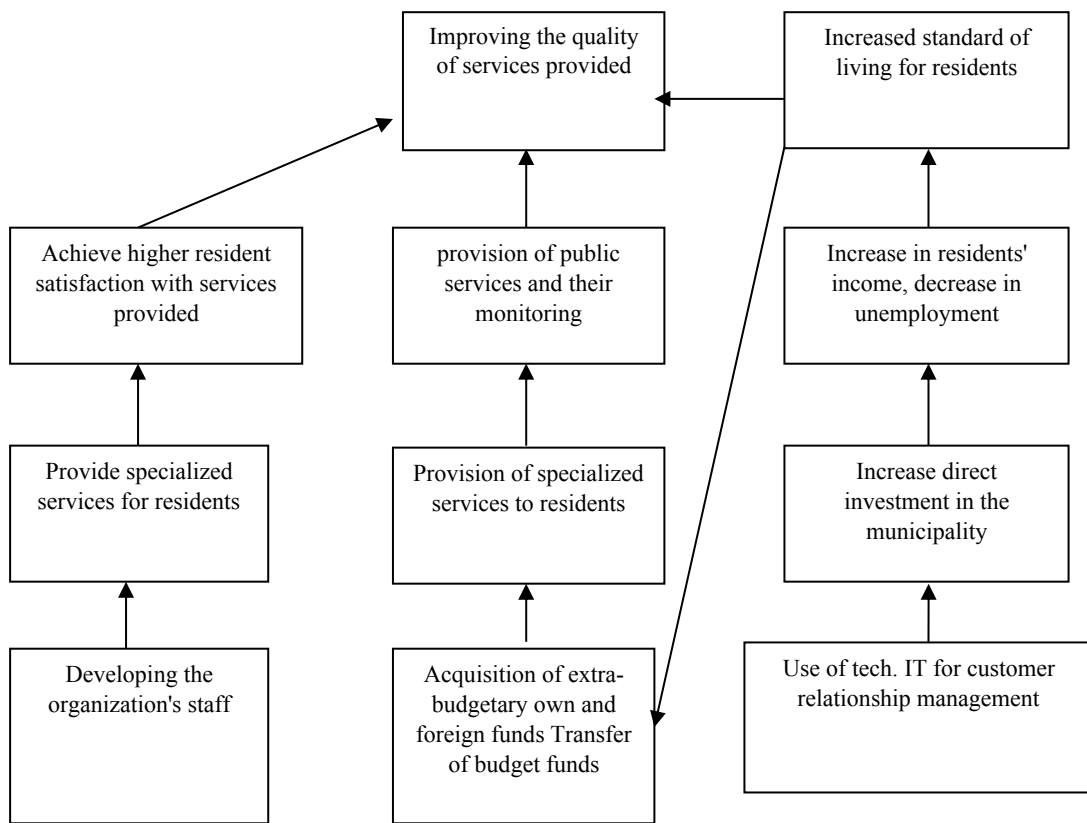 Improving the quality
of services provided
Increased standard of
living for residents
Achieve higher resident
satisfaction with services
provided
provision of public
services and their
monitoring
Increase in residents'
income, decrease in
unemployment
Provide specialized
services for residents
Provision of specialized
services to residents
Increase direct
investment in the
municipality
Developing the
organization's staff
Acquisition of extra-
budgetary own and
foreign funds Transfer
of budget funds
Use of tech. IT for customer
relationship management